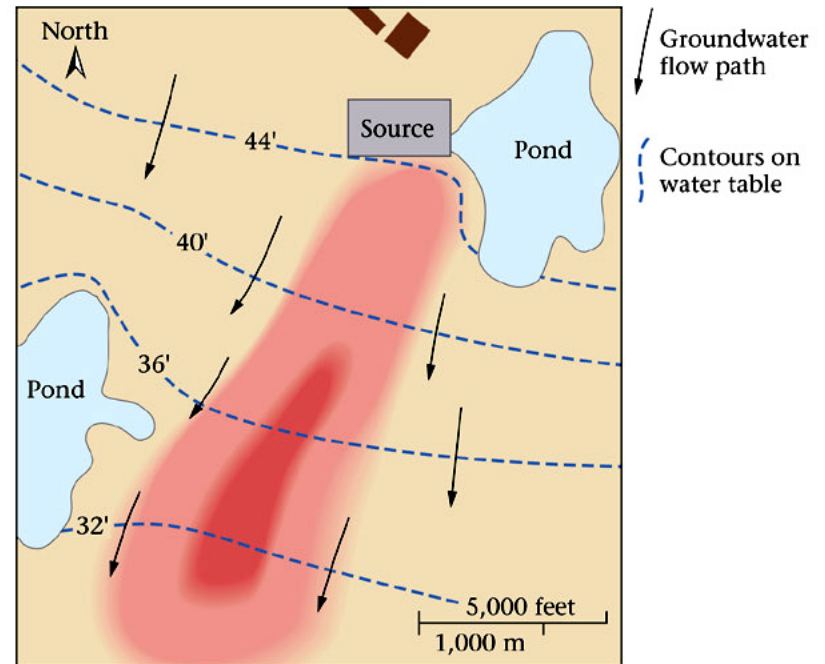 North
44'
Source
Pond
40'
36'
Pond
32'
5,000 feet
1,000 m
Groundwater
flow path
Contours on
water table